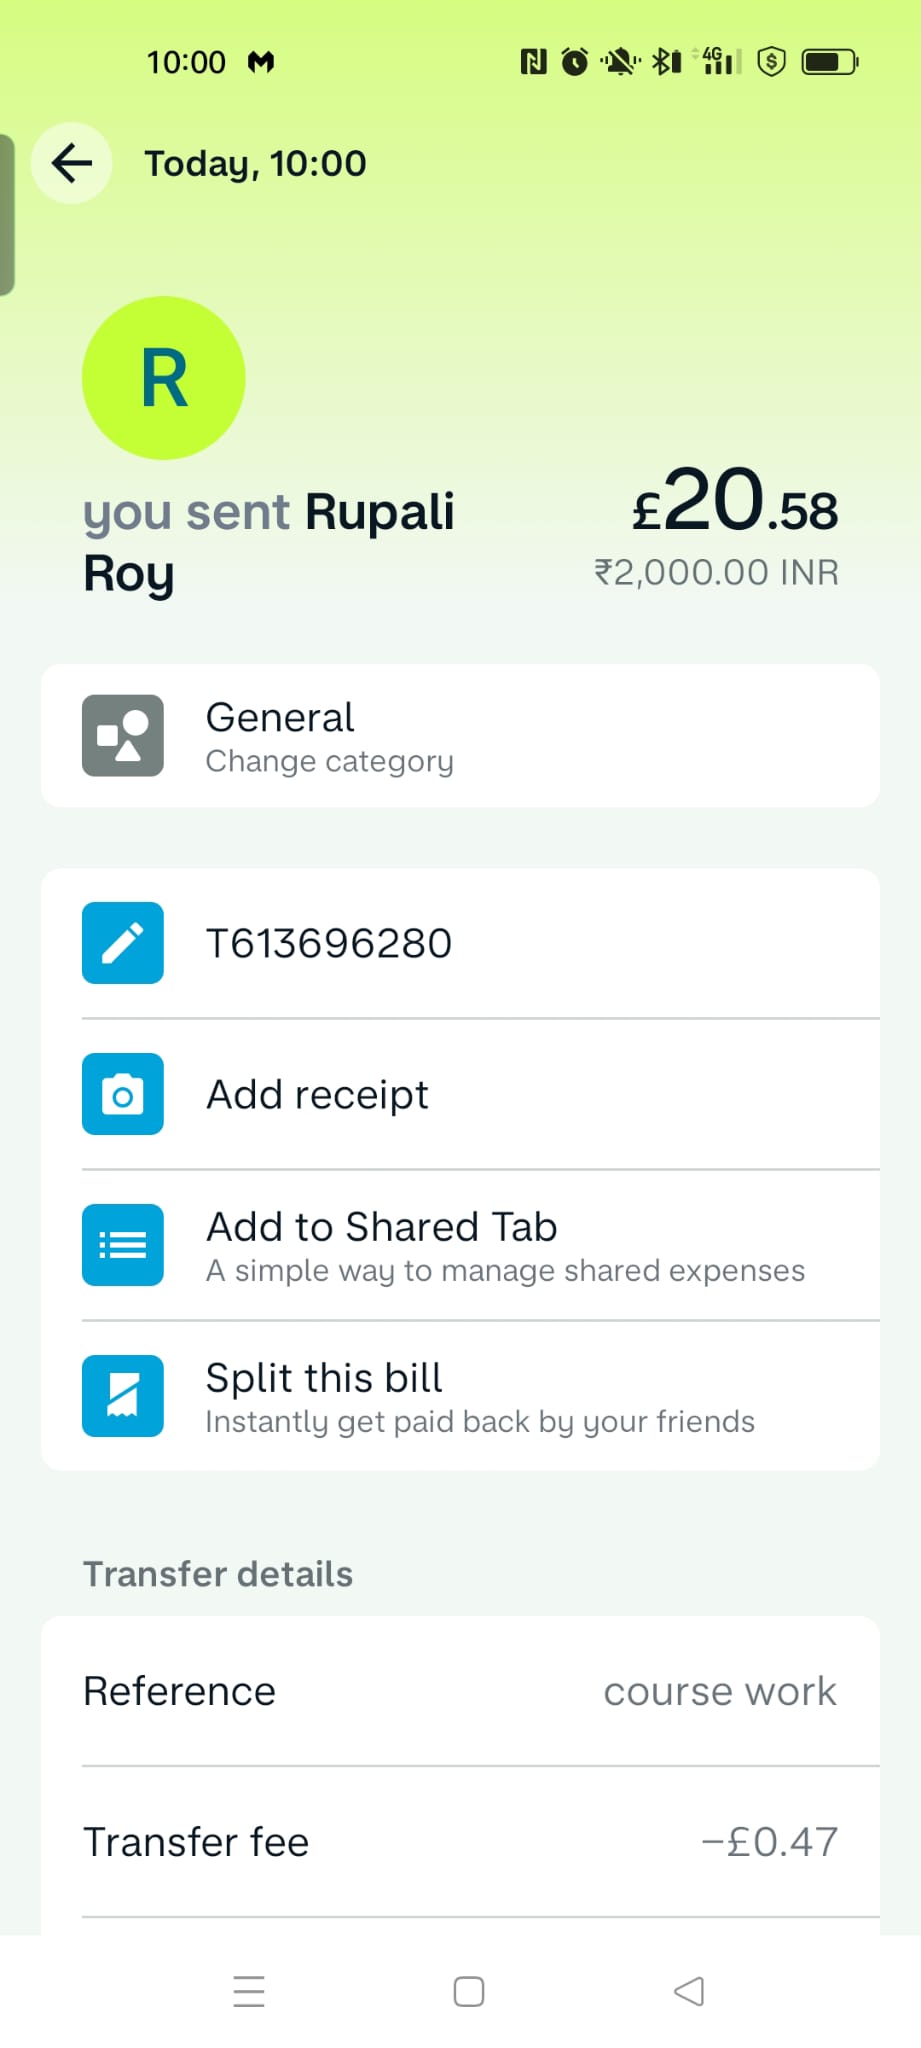 10:00
4G
Today, 10:00
R
you sent Rupali
Roy
£20.58
₹2,000.00 INR
General
Change category
T613696280
Add receipt
Add to Shared Tab
A simple way to manage shared expenses
Split this bill
Instantly get paid back by your friends
Transfer details
Reference
course work
Transfer fee
−£0.47